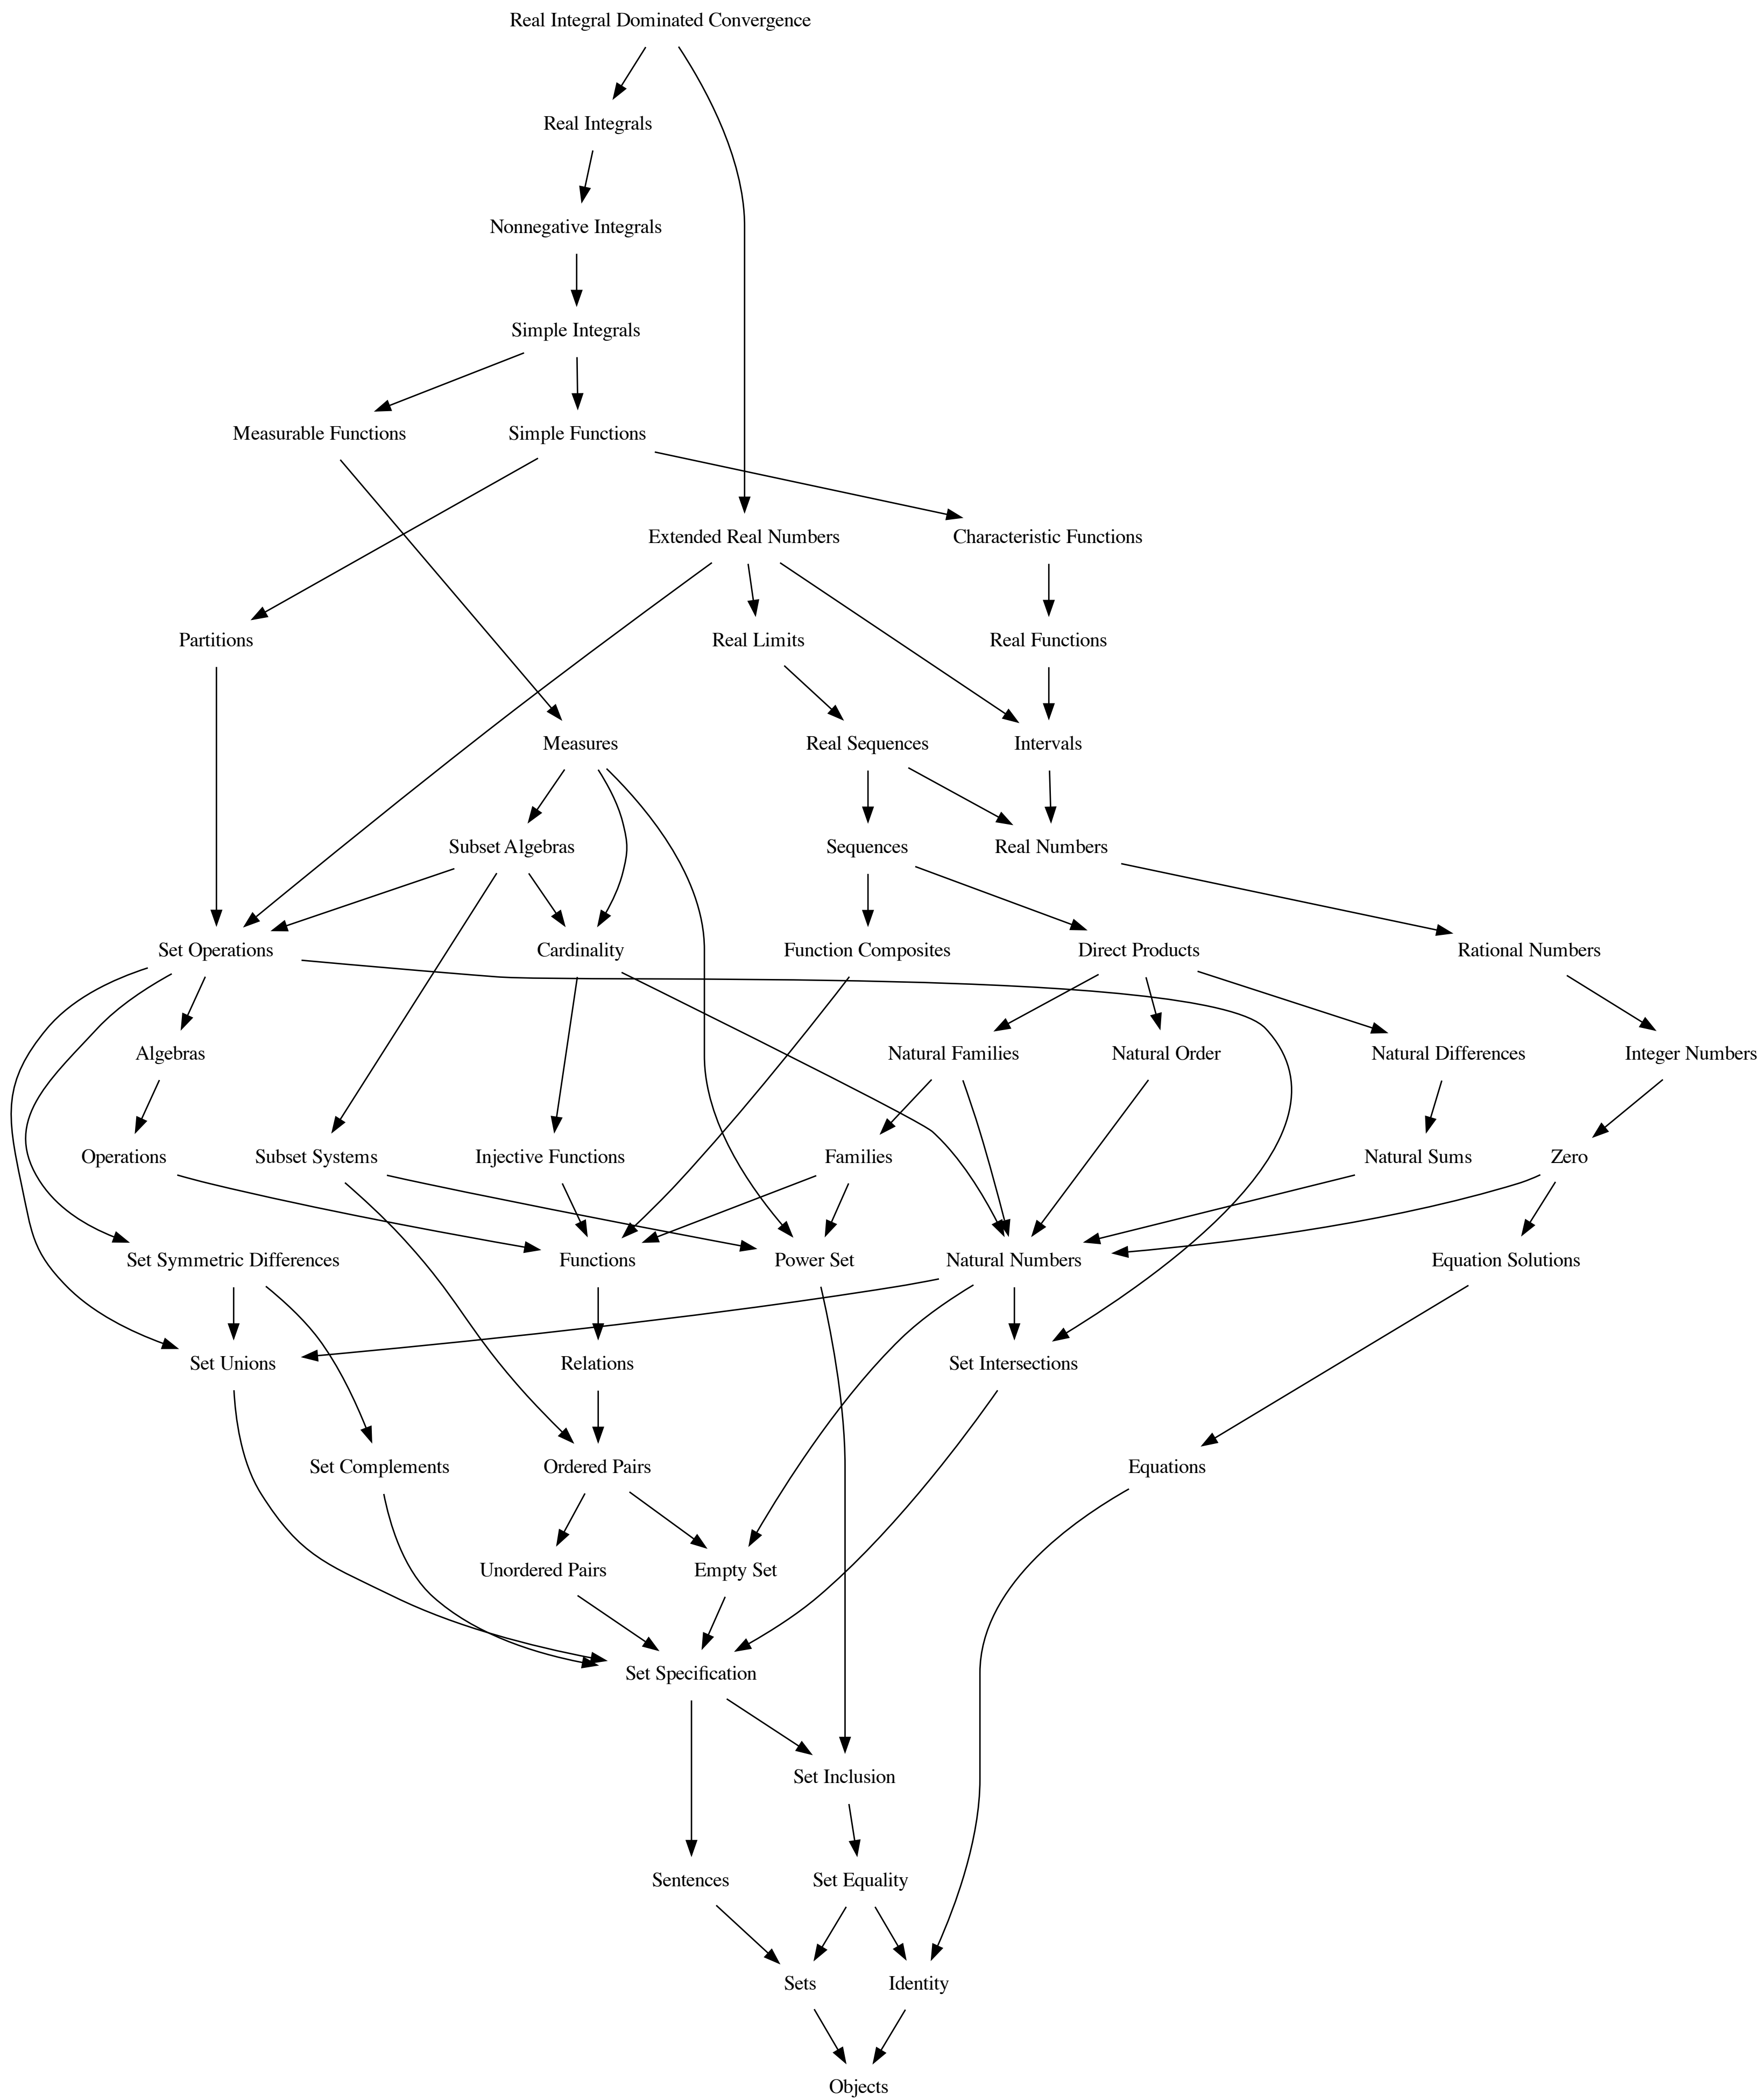 Real Integral Dominated Convergence
Real Integrals
Nonnegative Integrals
Simple Integrals
Measurable Functions
Simple Functions
Extended Real Numbers
Characteristic Functions
Partitions
Real Limits
Real Functions
Measures
Real Sequences
Intervals
Subset Algebras
Sequences
Real Numbers
Set Operations
Cardinality
Function Composites
Direct Products
Rational Numbers
Algebras
Natural Families
Natural Order
Natural Differences
Integer Numbers
Operations
Subset Systems
Injective Functions
Families
Natural Sums
Zero
Set Symmetric Differences
Functions
Power Set
Natural Numbers
Equation Solutions
Set Unions
Relations
Set Intersections
Set Complements
Ordered Pairs
Equations
Unordered Pairs
Empty Set
Set Specification
Set Inclusion
Sentences
Set Equality
Sets
Identity
Objects